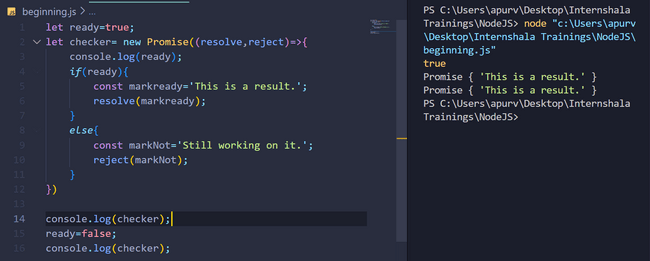 beginning.js > ...
1 let ready=true;
2 let checker= new Promise((resolve,reject)=>{
3 console.log(ready);
4 if(ready){
5 const markready='This is a result.';
6 resolve(markready);
7 }
8 else{
9 const markNot='Still working on it.';
10 reject(markNot);
11 }
12 })
13
14 console.log(checker);
15 ready=false;
16 console.log(checker);
PS C:\Users\apurv\Desktop\Internshala
Trainings\NodeJS> node "c:\Users\apurv
\Desktop\Internshala Trainings\NodeJS\
beginning.js"
true
Promise { 'This is a result.' }
Promise { 'This is a result.' }
PS C:\Users\apurv\Desktop\Internshala
Trainings\NodeJS>